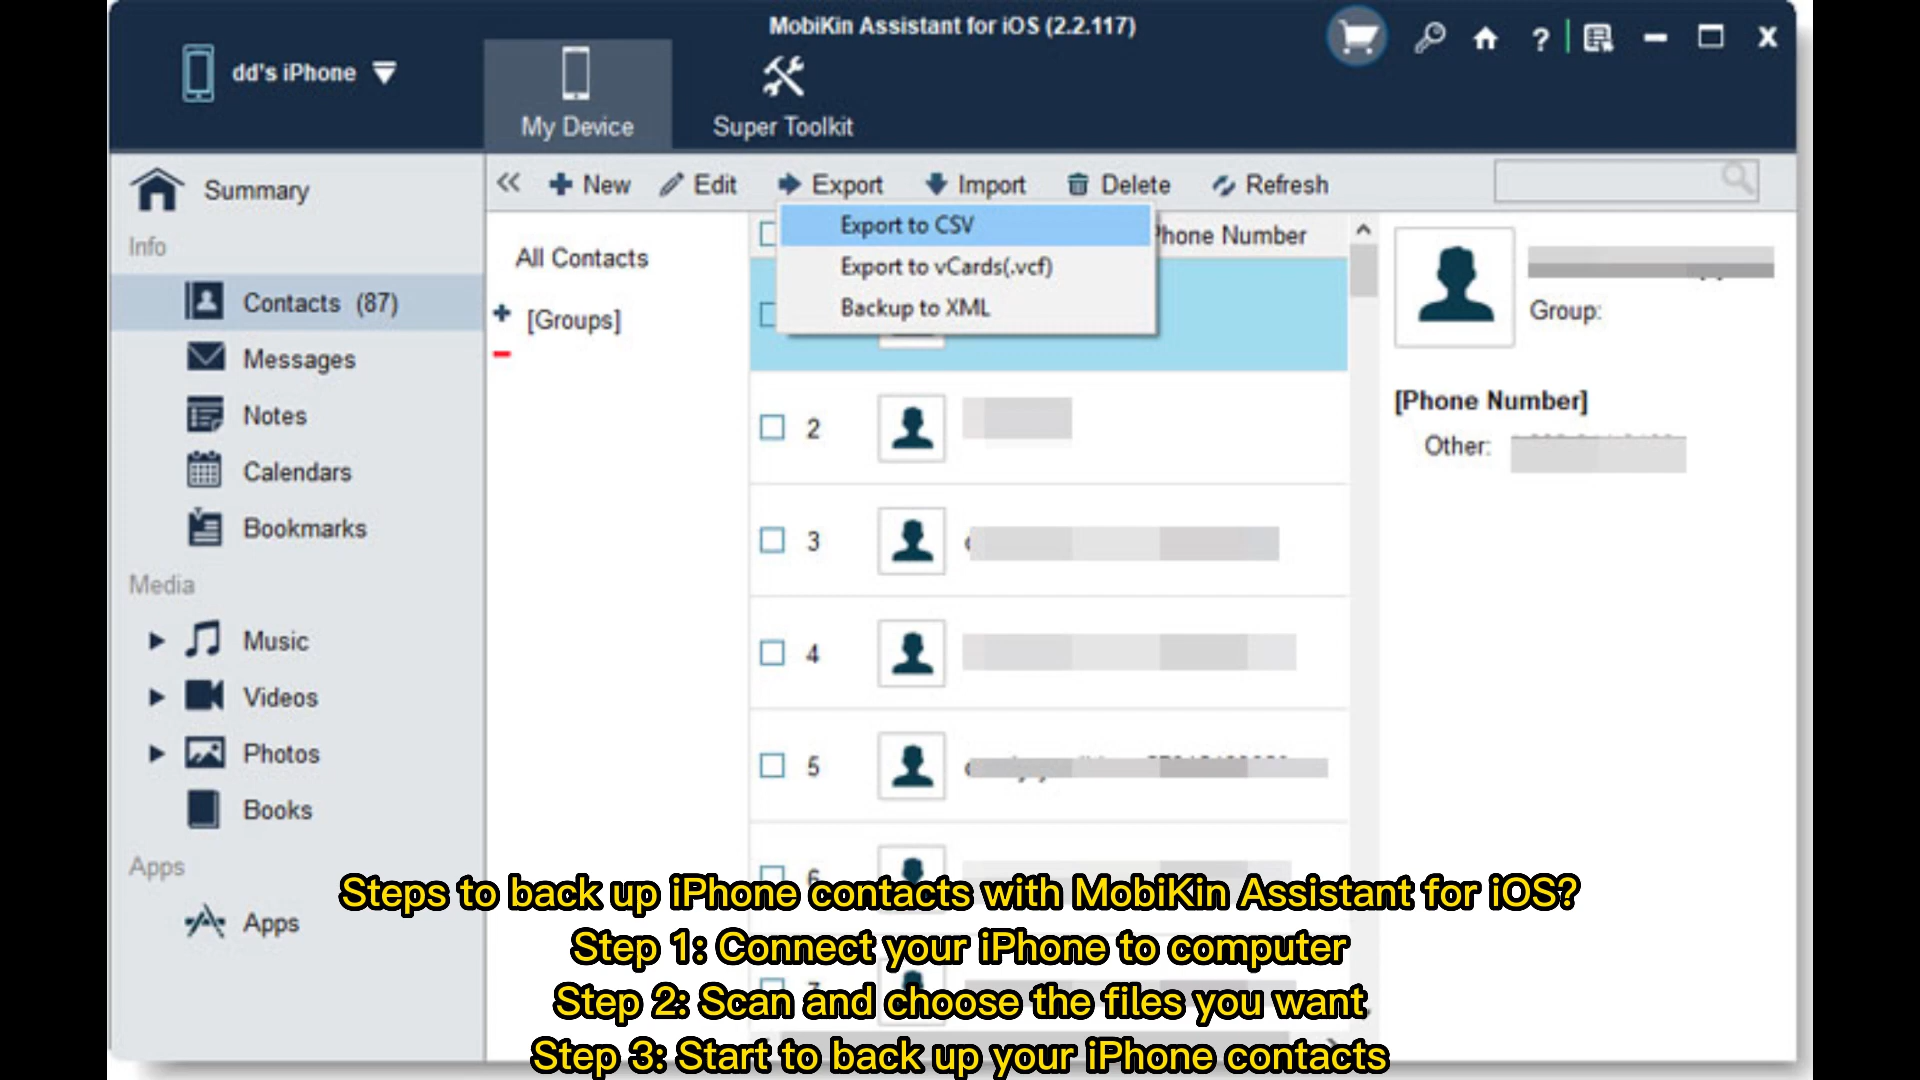 MobiKin Assistant for iOS (2.2.117)
dd's iPhone
My Device
Super Toolkit
?
X
Summary
Info
Contacts (87)
Messages
Notes
Calendars
Bookmarks
Media
Music
Videos
Photos
Books
Apps
Apps
New
Edit
Export
Import
Delete
Refresh
All Contacts
[Groups]
Export to CSV
Export to vCards(.vcf)
Backup to XML
Phone Number
2
3
4
5
6
7
Group:
[Phone Number]
Other:
Steps to back up iPhone contacts with MobiKin Assistant for iOS?
Step 1: Connect your iPhone to computer
Step 2: Scan and choose the files you want
Step 3: Start to back up your iPhone contacts